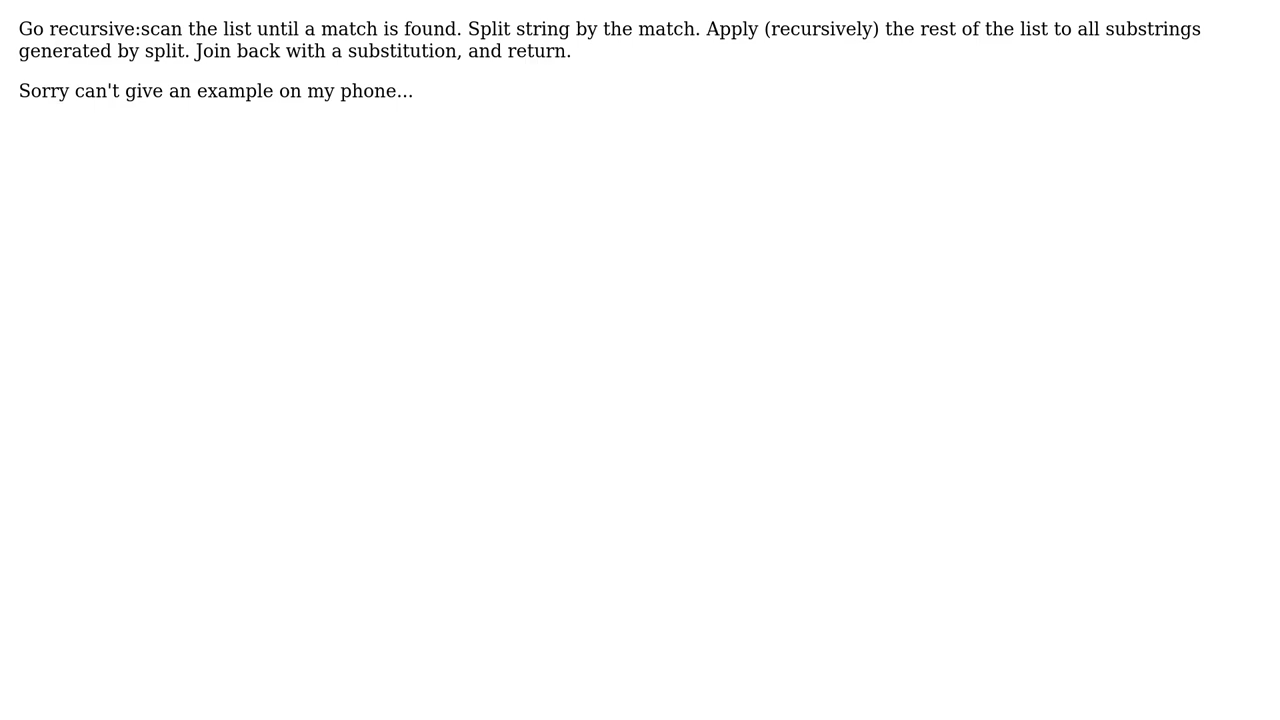 Go recursive:scan the list until a match is found. Split string by the match. Apply (recursively) the rest of the list to all substrings
generated by split. Join back with a substitution, and return.
Sorry can't give an example on my phone...